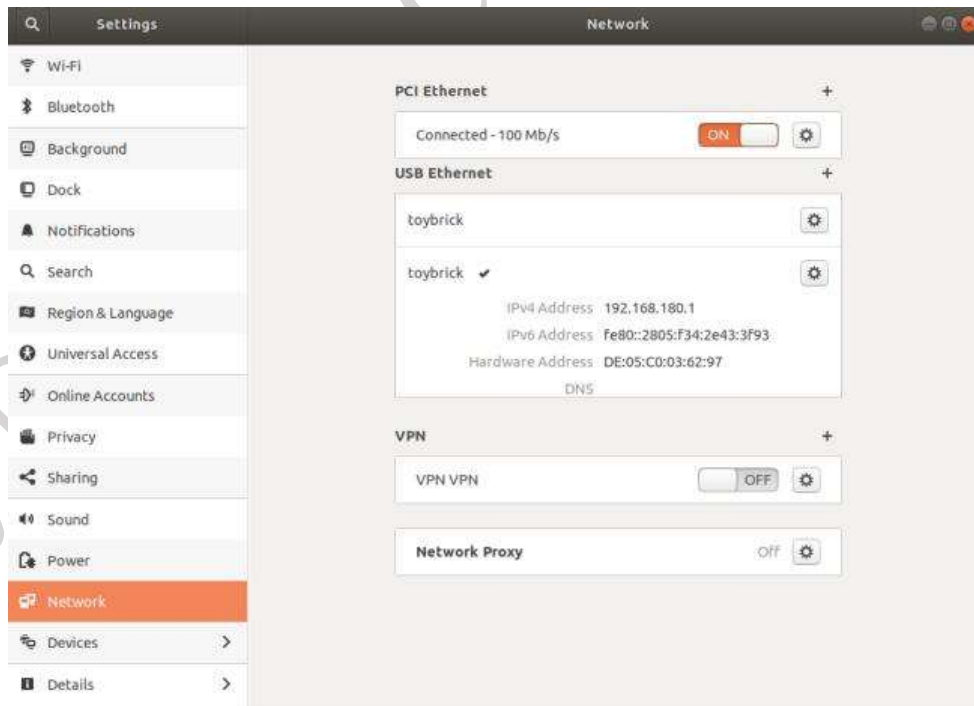 Settings
Network
Wi-Fi
Bluetooth
Background
Dock
Notifications
Search
Region & Language
Universal Access
Online Accounts
Privacy
Sharing
Sound
Power
Network
Devices
Details
PCI Ethernet +
Connected - 100 Mb/s ON
USB Ethernet +
toybrick
toybrick ✔
IPv4 Address 192.168.180.1
IPv6 Address fe80::2805:f34:2e43:3f93
Hardware Address DE:05:C0:03:62:97
DNS
VPN +
VPN VPN OFF
Network Proxy Off